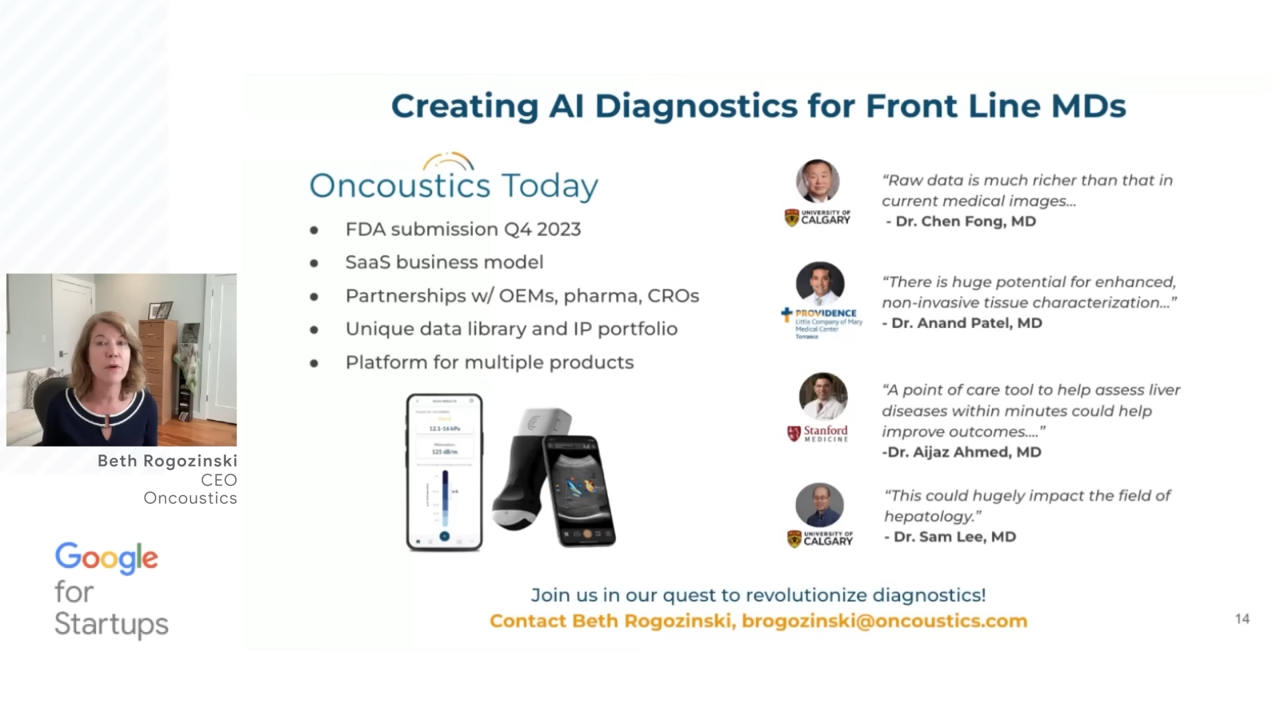 Creating AI Diagnostics for Front Line MDs
Oncoustics Today
● FDA submission Q4 2023
● SaaS business model
● Partnerships w/ OEMs, pharma, CROs
● Unique data library and IP portfolio
● Platform for multiple products
12.1-16 kPa
123 dB/m
UNIVERSITY OF
CALGARY
“Raw data is much richer than that in
current medical images...
- Dr. Chen Fong, MD
PROVIDENCE
Little Company of Mary
Medical Center
Torrance
“There is huge potential for enhanced,
non-invasive tissue characterization...”
- Dr. Anand Patel, MD
Stanford
MEDICINE
“A point of care tool to help assess liver
diseases within minutes could help
improve outcomes....”
-Dr. Aijaz Ahmed, MD
UNIVERSITY OF
CALGARY
“This could hugely impact the field of
hepatology.”
- Dr. Sam Lee, MD
Join us in our quest to revolutionize diagnostics!
Contact Beth Rogozinski, brogozinski@oncoustics.com
14
Beth Rogozinski
CEO
Oncoustics
Google
for
Startups